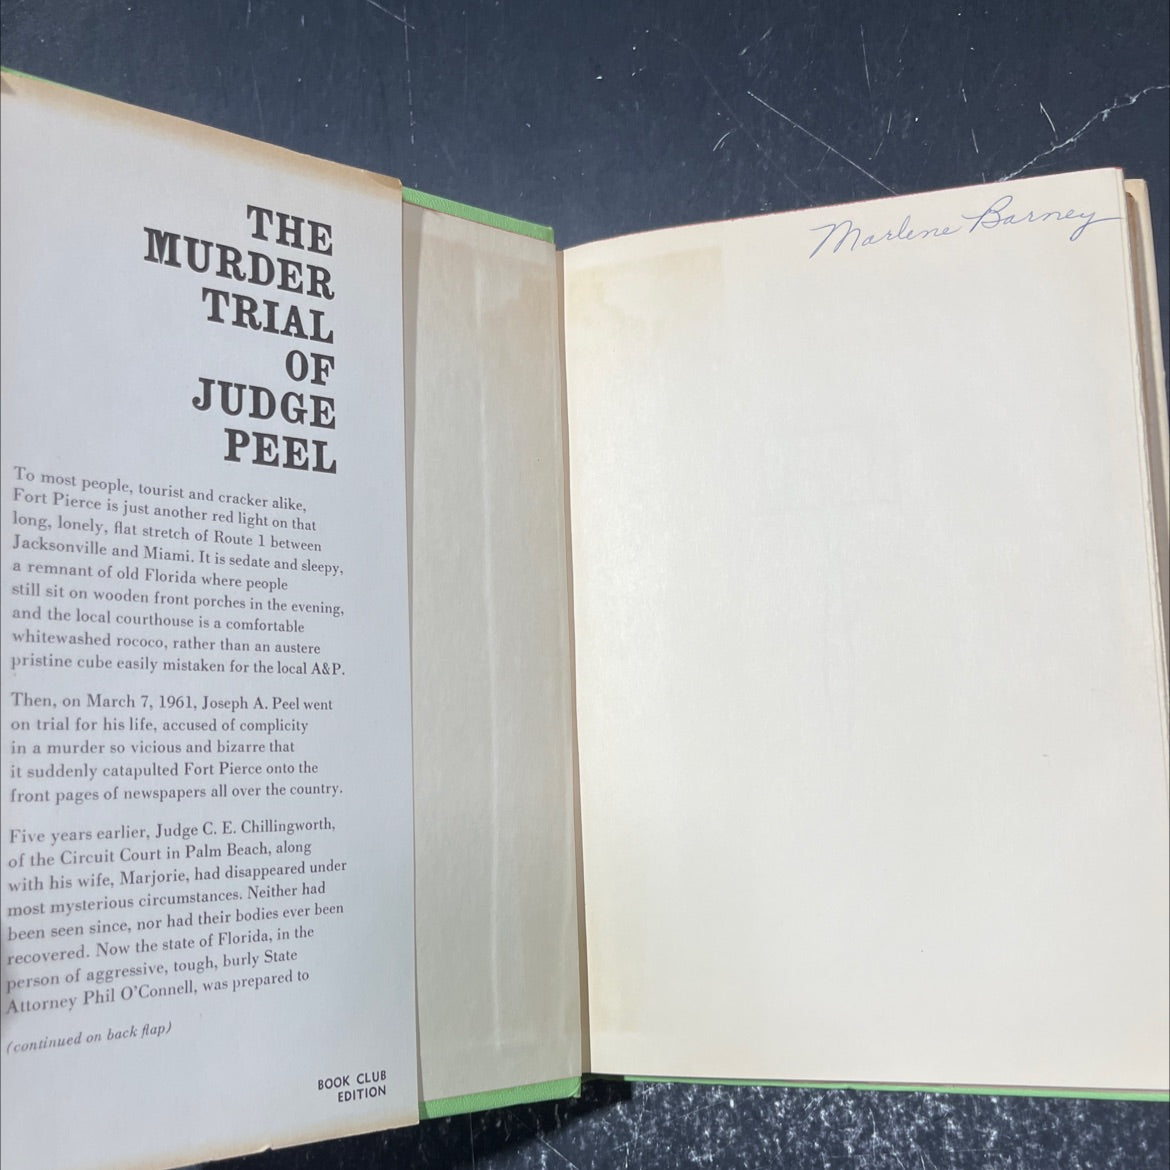 THE
MURDER
TRIAL
OF
JUDGE
PEEL
To most people, tourist and cracker alike,
Fort Pierce is just another red light on that
long, lonely, flat stretch of Route 1 between
Jacksonville and Miami. It is sedate and sleepy,
a remnant of old Florida where people
still sit on wooden front porches in the evening,
and the local courthouse is a comfortable
whitewashed rococo, rather than an austere
pristine cube easily mistaken for the local A&P.
Then, on March 7, 1961, Joseph A. Peel went
on trial for his life, accused of complicity
in a murder so vicious and bizarre that
it suddenly catapulted Fort Pierce onto the
front pages of newspapers all over the country.
Five years earlier, Judge C. E. Chillingworth,
of the Circuit Court in Palm Beach, along
with his wife, Marjorie, had disappeared under
most mysterious circumstances. Neither had
been seen since, nor had their bodies ever been
recovered. Now the state of Florida, in the
person of aggressive, tough, burly State
Attorney Phil O'Connell, was prepared to
(continued on back flap)
BOOK CLUB
EDITION
Marlene Barney